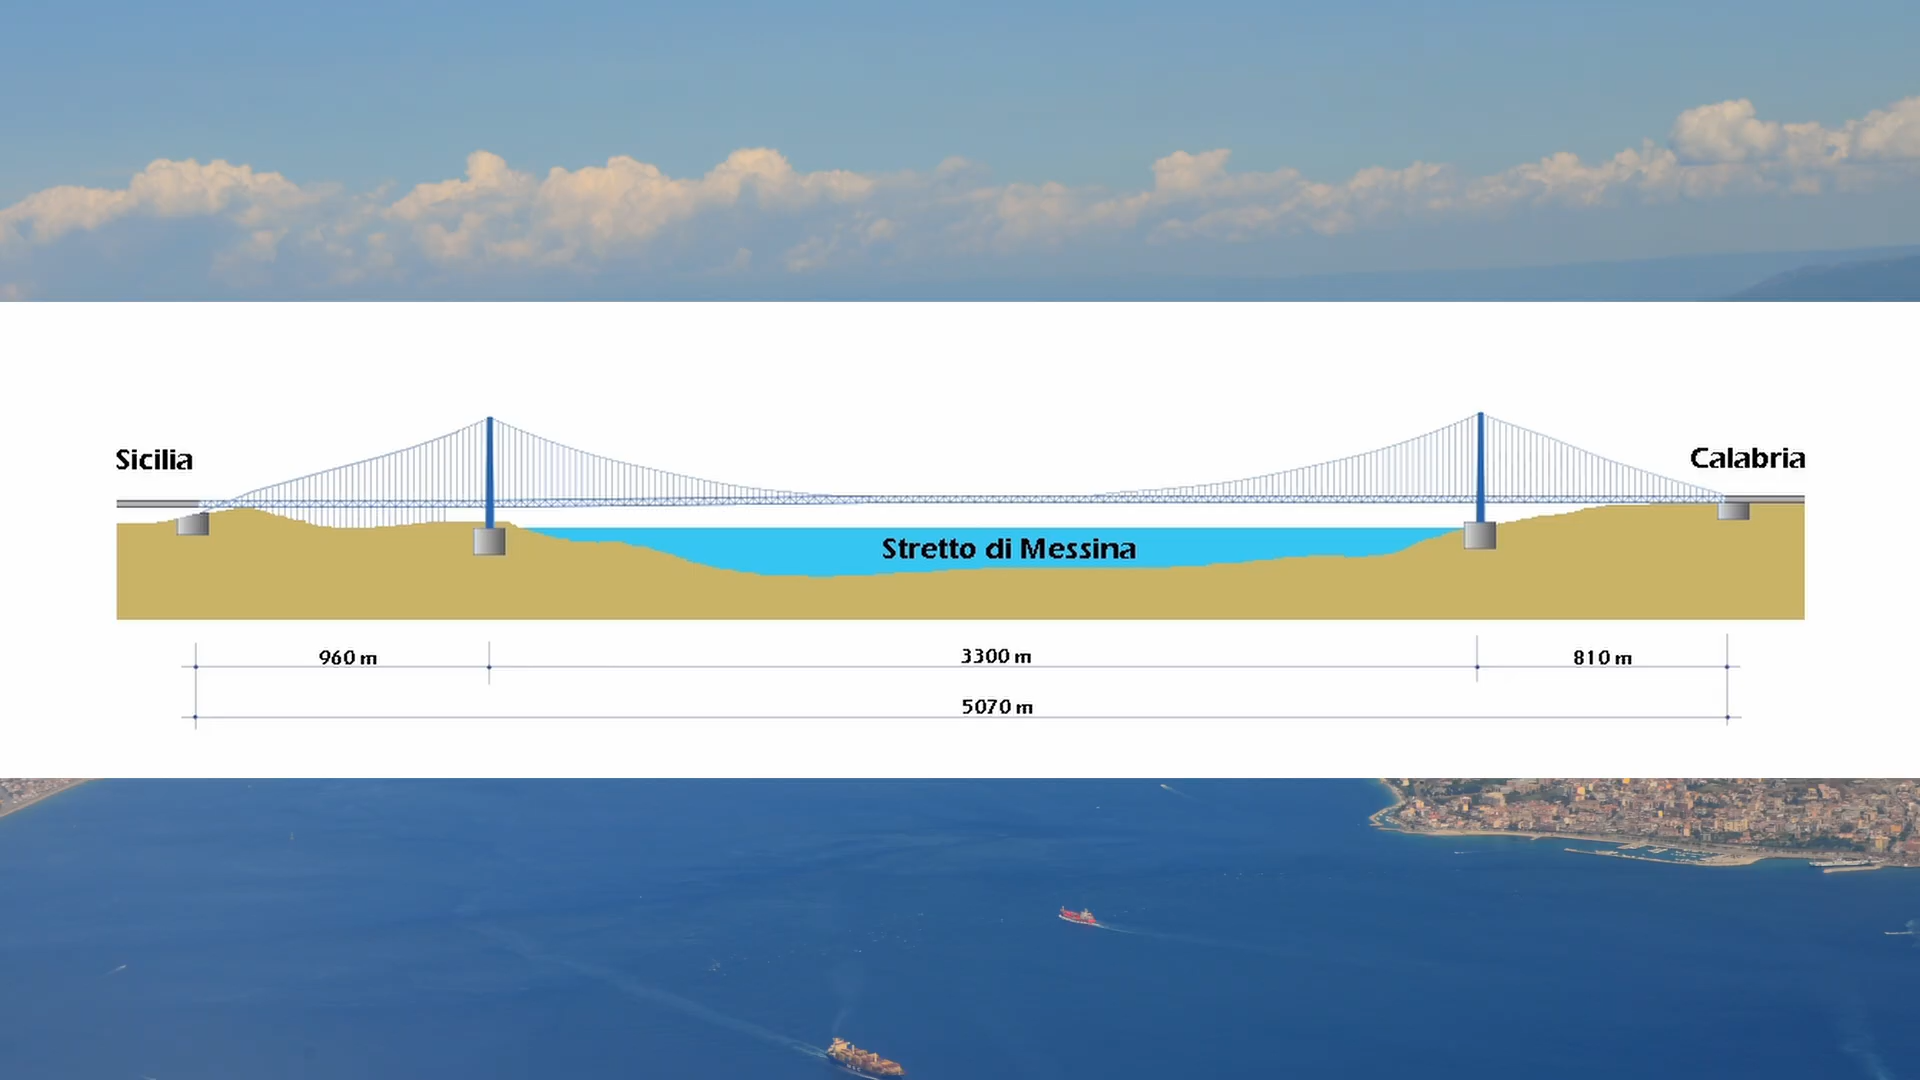 Sicilia
Calabria
Stretto di Messina
960 m
3300 m
810 m
5070 m